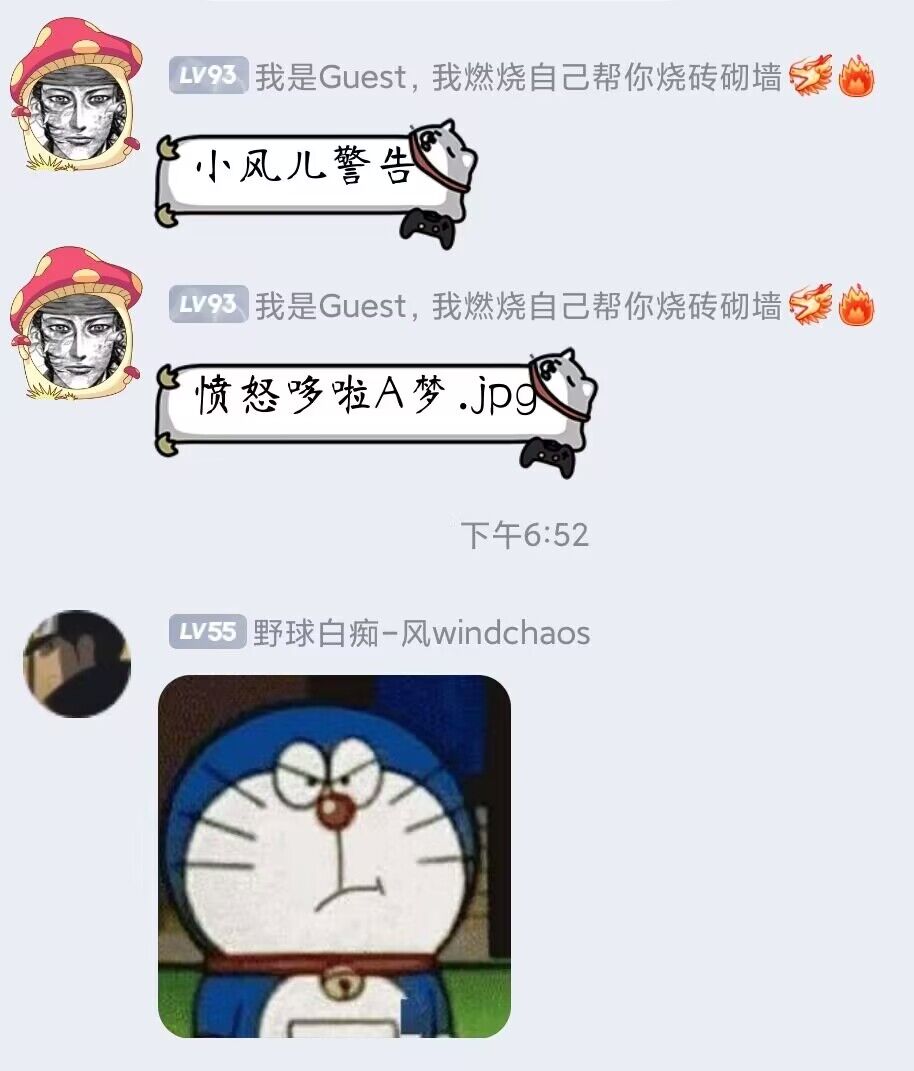 LV93 我是Guest，我燃烧自己帮你烧砖砌墙🐲🔥
小风儿警告
LV93 我是Guest，我燃烧自己帮你烧砖砌墙🐲🔥
愤怒哆啦A梦.jpg
下午6:52
LV55 野球白痴-风windchaos